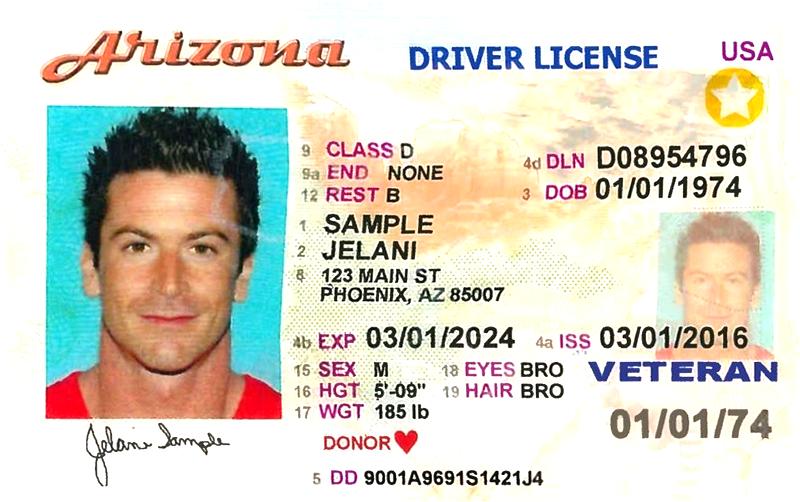 Arizona DRIVER LICENSE USA
9 CLASS D 4d DLN D08954796
9a END NONE
12 REST B 3 DOB 01/01/1974
1 SAMPLE
2 JELANI
8 123 MAIN ST
PHOENIX, AZ 85007
4b EXP 03/01/2024 4a ISS 03/01/2016
15 SEX M 18 EYES BRO VETERAN
16 HGT 5'-09" 19 HAIR BRO
17 WGT 185 lb 01/01/74
DONOR
Jelani Sample
5 DD 9001A9691S1421J4